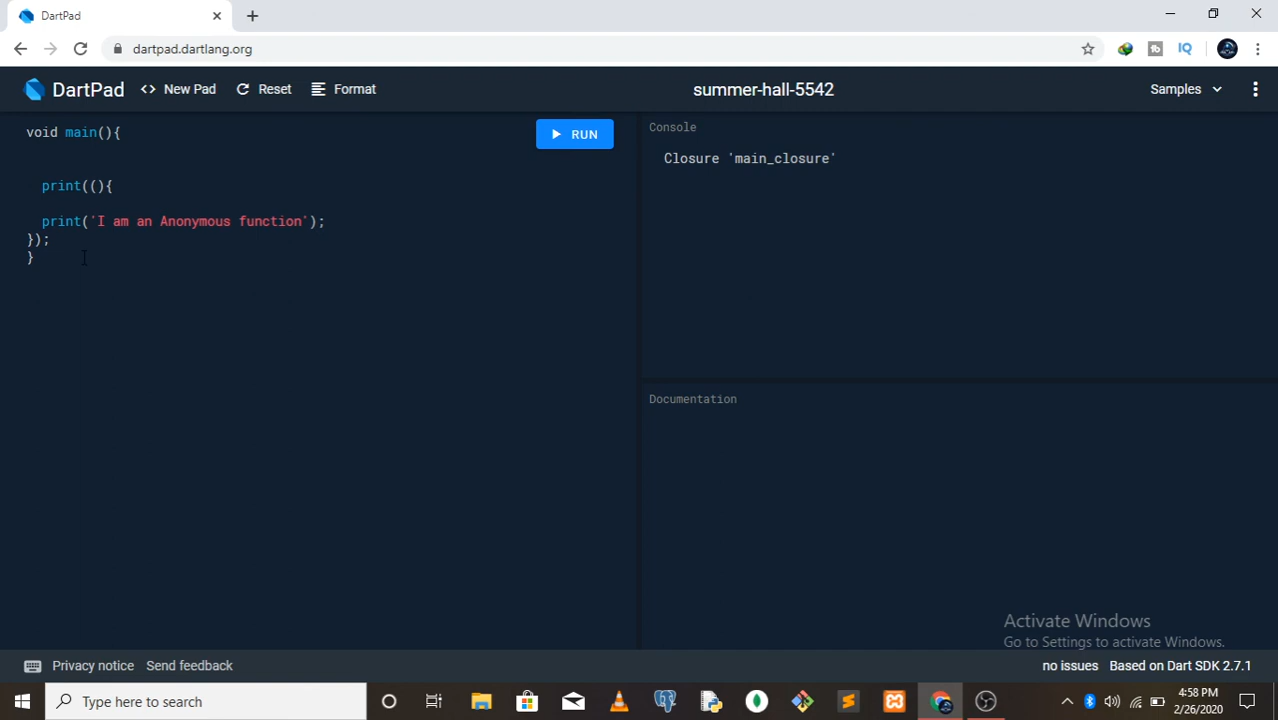 DartPad
dartpad.dartlang.org
DartPad <> New Pad Reset Format summer-hall-5542 Samples
void main(){
print((){
print('I am an Anonymous function');
});
}
RUN
Console
Closure 'main_closure'
Documentation
Activate Windows
Go to Settings to activate Windows.
Privacy notice Send feedback no issues Based on Dart SDK 2.7.1
Type here to search
4:58 PM
2/26/2020